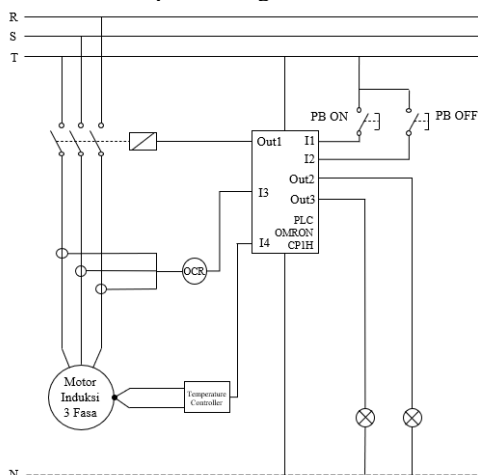 R
S
T
PB ON
PB OFF
Out1
I1
I2
Out2
I3
Out3
PLC
OMRON
CP1H
I4
OCR
Motor
Induksi
3 Fasa
Temperature
Controller
N